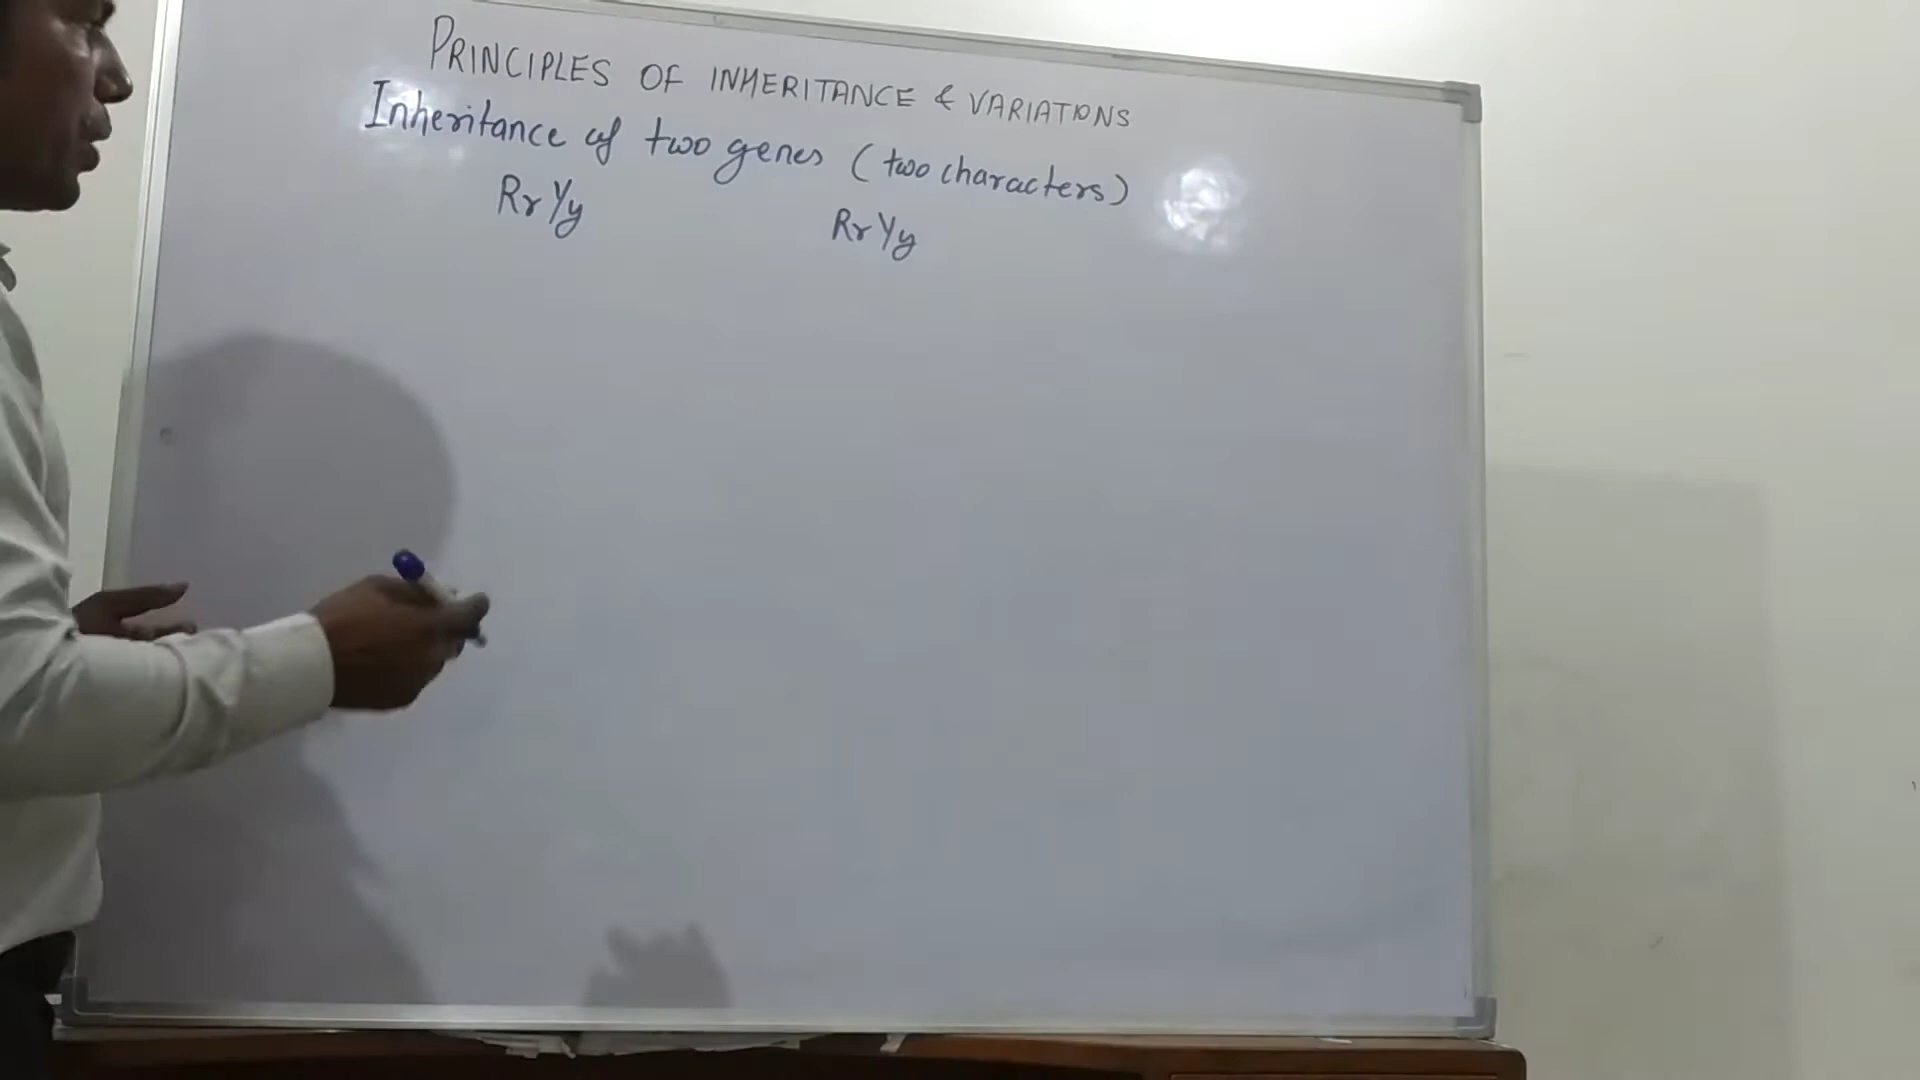 PRINCIPLES OF INHERITANCE & VARIATIONS
Inheritance of two genes (two characters)
RrYy RrYy